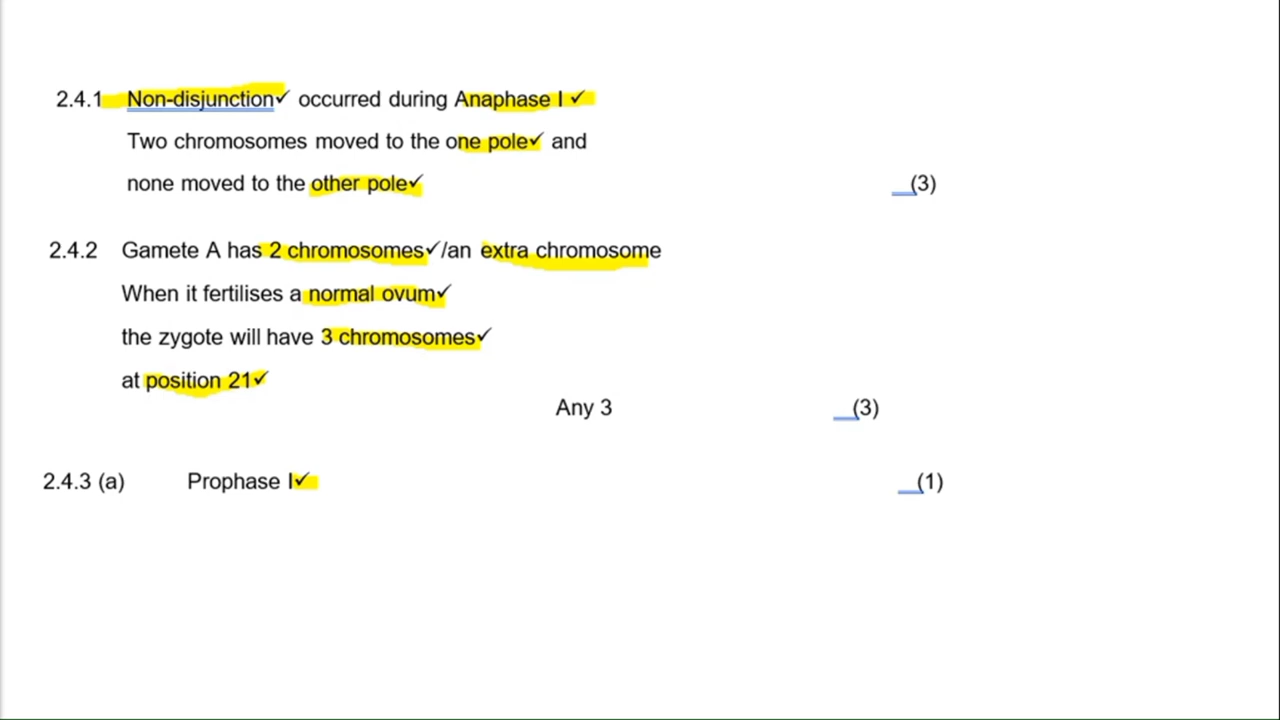 2.4.1 Non-disjunction✓ occurred during Anaphase I ✓
Two chromosomes moved to the one pole✓ and
none moved to the other pole✓ _(3)
2.4.2 Gamete A has 2 chromosomes✓/an extra chromosome
When it fertilises a normal ovum✓
the zygote will have 3 chromosomes✓
at position 21✓
Any 3 _(3)
2.4.3 (a) Prophase I✓ _(1)